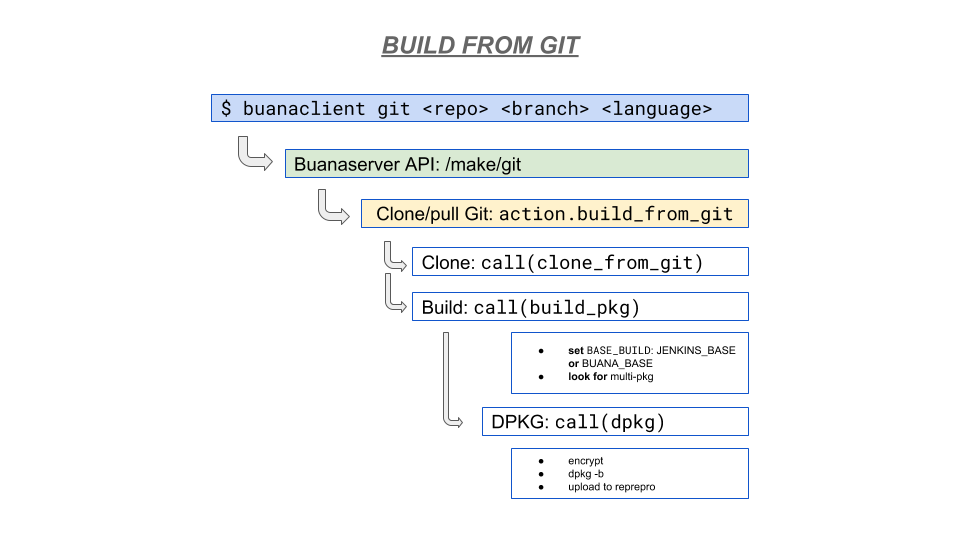 BUILD FROM GIT
$ buanaclient git <repo> <branch> <language>
Buanaserver API: /make/git
Clone/pull Git: action.build_from_git
Clone: call(clone_from_git)
Build: call(build_pkg)
● set BASE_BUILD: JENKINS_BASE
or BUANA_BASE
● look for multi-pkg
DPKG: call(dpkg)
● encrypt
● dpkg -b
● upload to reprepro